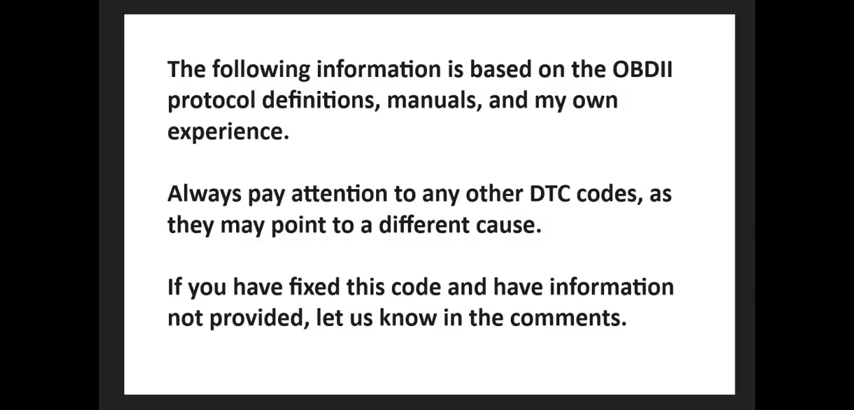 The following information is based on the OBDII
protocol definitions, manuals, and my own
experience.
Always pay attention to any other DTC codes, as
they may point to a different cause.
If you have fixed this code and have information
not provided, let us know in the comments.